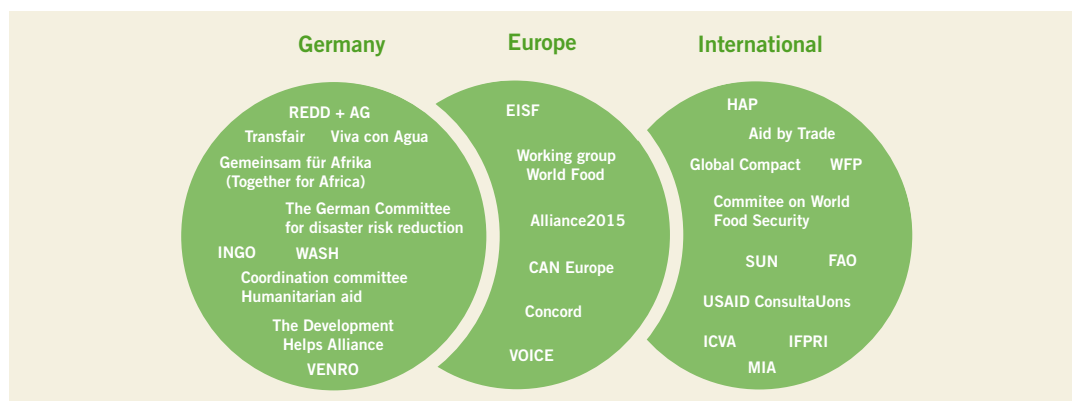 Germany
REDD + AG
Transfair Viva con Agua
Gemeinsam für Afrika
(Together for Africa)
The German Committee
for disaster risk reduction
INGO WASH
Coordination committee
Humanitarian aid
The Development
Helps Alliance
VENRO
Europe
EISF
Working group
World Food
Alliance2015
CAN Europe
Concord
VOICE
International
HAP
Aid by Trade
Global Compact WFP
Commitee on World
Food Security
SUN FAO
USAID ConsultaUons
ICVA IFPRI
MIA